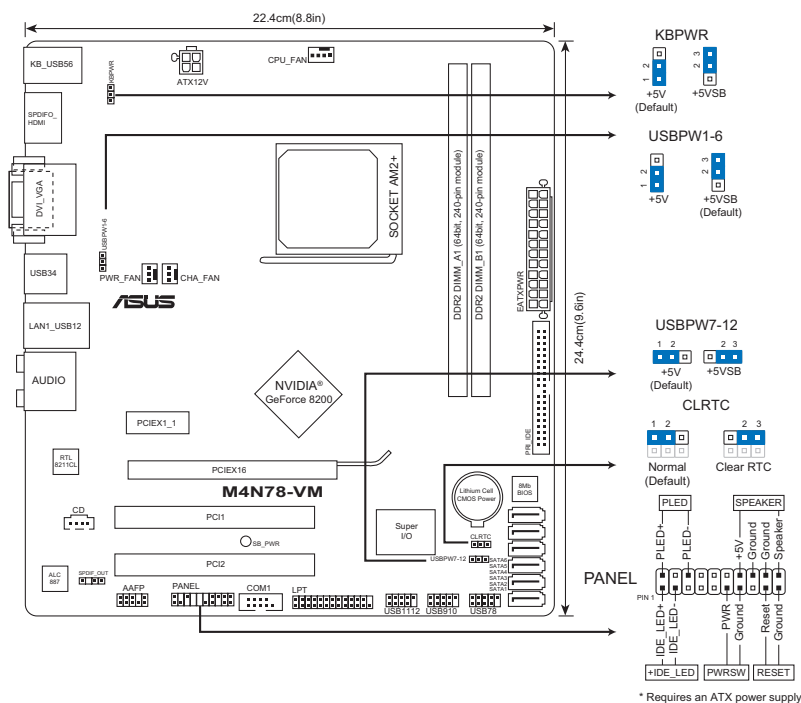 22.4cm(8.8in)
KB_USB56
KBPWR
ATX12V
CPU_FAN
SPDIFO_
HDMI
DVI_VGA
USBPW1-6
SOCKET AM2+
DDR2 DIMM_A1 (64bit, 240-pin module)
DDR2 DIMM_B1 (64bit, 240-pin module)
EATXPWR
24.4cm(9.6in)
USB34
PWR_FAN
CHA_FAN
ASUS
LAN1_USB12
AUDIO
NVIDIA®
GeForce 8200
PRI_IDE
PCIEX1_1
RTL
8211CL
PCIEX16
M4N78-VM
Lithium Cell
CMOS Power
8Mb
BIOS
CD
PCI1
Super
I/O
CLRTC
SB_PWR
USBPW7-12
SATA6
SATA5
SATA4
SATA3
SATA2
SATA1
PCI2
ALC
887
SPDIF_OUT
AAFP
PANEL
COM1
LPT
USB1112
USB910
USB78
KBPWR
1 2
2 3
+5V
(Default)
+5VSB
USBPW1-6
1 2
2 3
+5V
+5VSB
(Default)
USBPW7-12
1 2
2 3
+5V
(Default)
+5VSB
CLRTC
1 2
2 3
Normal
(Default)
Clear RTC
PLED
SPEAKER
PLED+
PLED-
+5V
Ground
Ground
Speaker-
PANEL
PIN 1
IDE_LED+
IDE_LED-
PWR
Ground
Reset
Ground
+IDE_LED
PWRSW
RESET
* Requires an ATX power supply